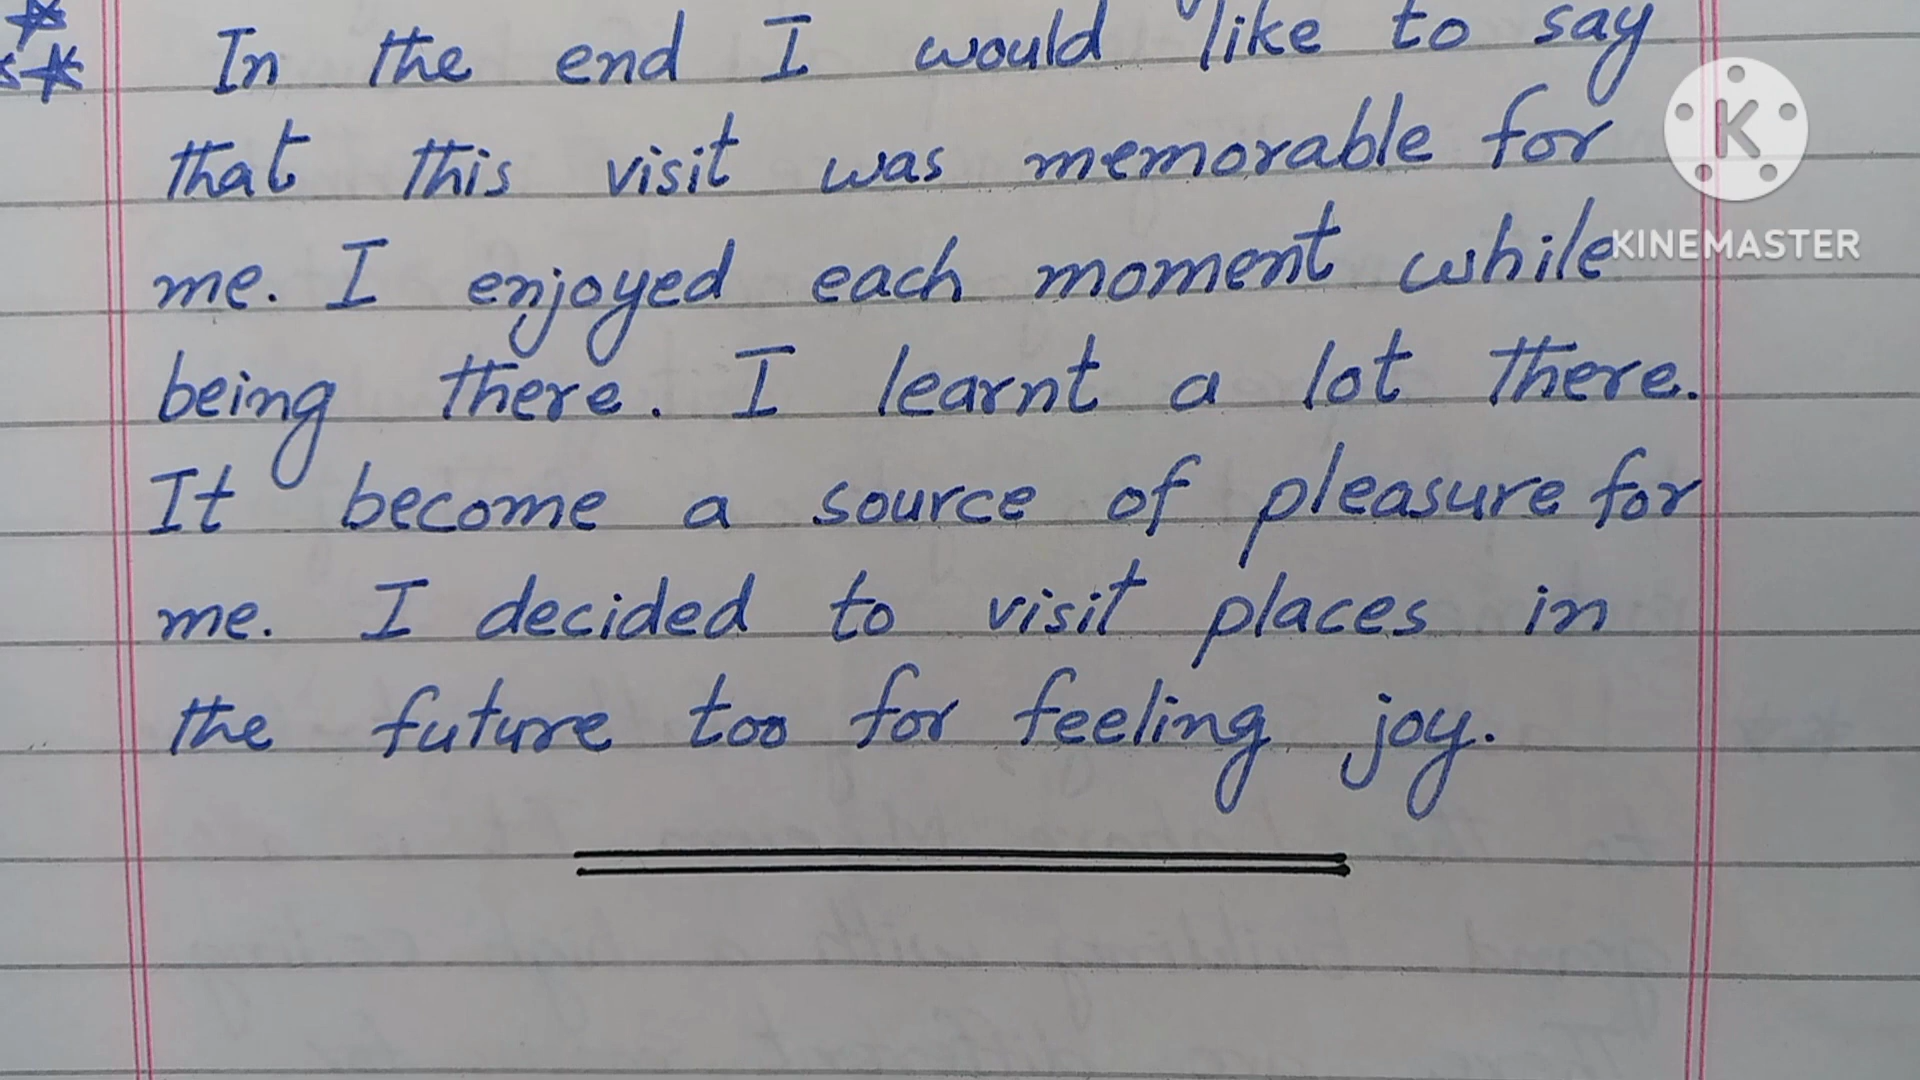 In the end I would like to say
that this visit was memorable for
me. I enjoyed each moment while
being there. I learnt a lot there.
It become a source of pleasure for
me. I decided to visit places in
the future too for feeling joy.
K
KINEMASTER